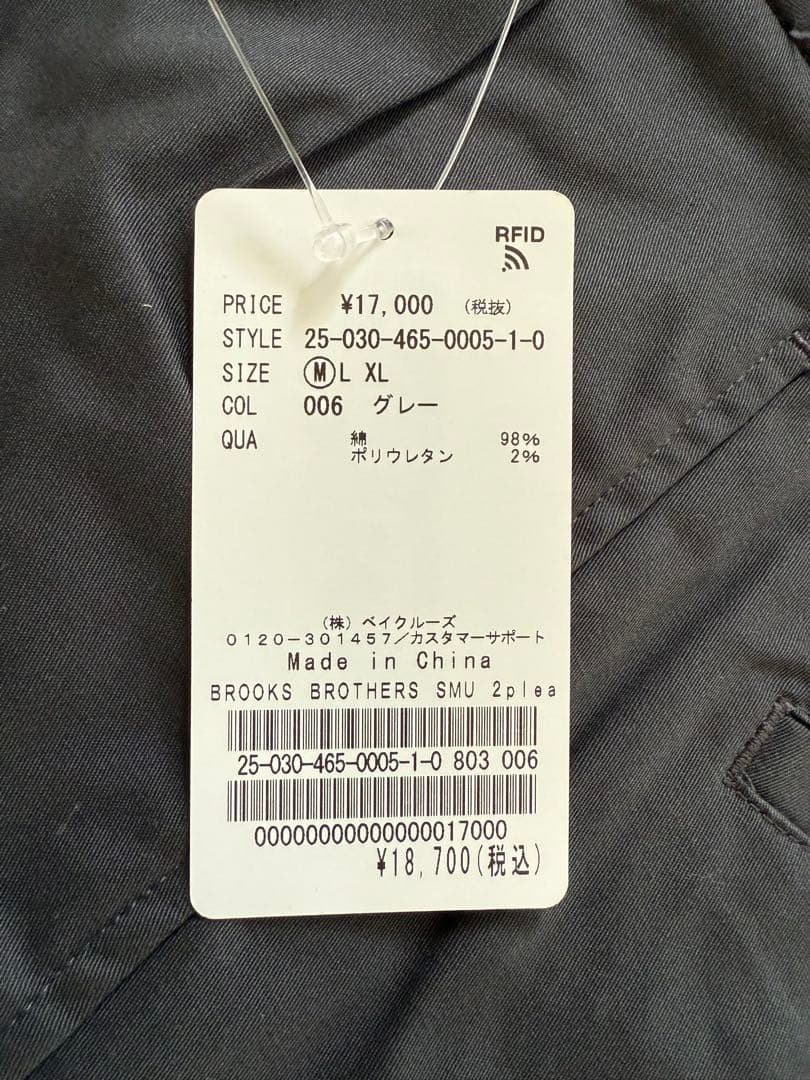 RFID
PRICE ¥17,000 (税抜)
STYLE 25-030-465-0005-1-0
SIZE Ⓜ L XL
COL 006 グレー
QUA 綿 98%
ポリウレタン 2%
(株)ベイクルーズ
0120-301457/カスタマーサポート
Made in China
BROOKS BROTHERS SMU 2plea
25-030-465-0005-1-0 803 006
00000000000000017000
¥18,700(税込)